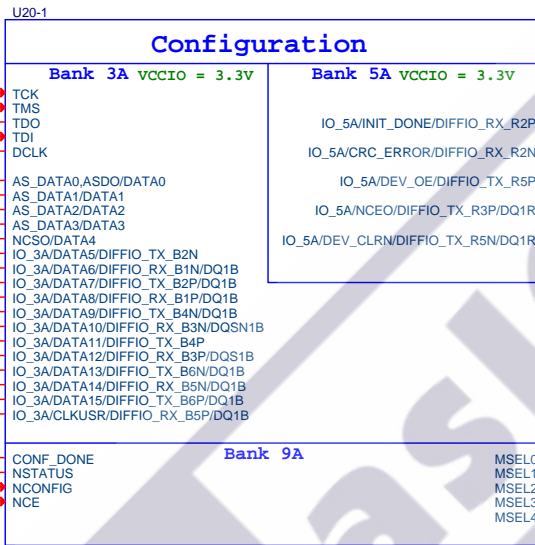 U20-1
Configuration
Bank 3A VCCIO = 3.3V
TCK
TMS
TDO
TDI
DCLK
AS_DATA0,ASDO/DATA0
AS_DATA1/DATA1
AS_DATA2/DATA2
AS_DATA3/DATA3
NCSO/DATA4
IO_3A/DATA5/DIFFIO_TX_B2N
IO_3A/DATA6/DIFFIO_RX_B1N/DQ1B
IO_3A/DATA7/DIFFIO_TX_B2P/DQ1B
IO_3A/DATA8/DIFFIO_RX_B1P/DQ1B
IO_3A/DATA9/DIFFIO_TX_B4N/DQ1B
IO_3A/DATA10/DIFFIO_RX_B3N/DQSN1B
IO_3A/DATA11/DIFFIO_TX_B4P
IO_3A/DATA12/DIFFIO_RX_B3P/DQS1B
IO_3A/DATA13/DIFFIO_TX_B6N/DQ1B
IO_3A/DATA14/DIFFIO_RX_B5N/DQ1B
IO_3A/DATA15/DIFFIO_TX_B6P/DQ1B
IO_3A/CLKUSR/DIFFIO_RX_B5P/DQ1B
Bank 5A VCCIO = 3.3V
IO_5A/INIT_DONE/DIFFIO_RX_R2P
IO_5A/CRC_ERROR/DIFFIO_RX_R2N
IO_5A/DEV_OE/DIFFIO_TX_R5P
IO_5A/NCEO/DIFFIO_TX_R3P/DQ1R
IO_5A/DEV_CLRN/DIFFIO_TX_R5N/DQ1R
Bank 9A
CONF_DONE
NSTATUS
NCONFIG
NCE
MSEL0
MSEL1
MSEL2
MSEL3
MSEL4